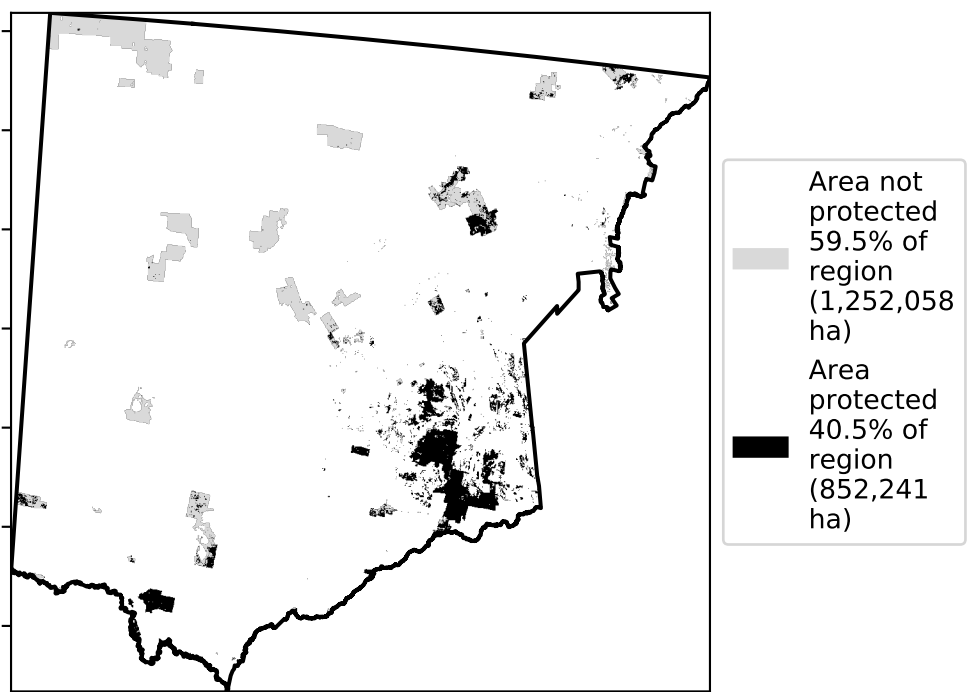 Area not
protected
59.5% of
region
(1,252,058
ha)
Area
protected
40.5% of
region
(852,241
ha)